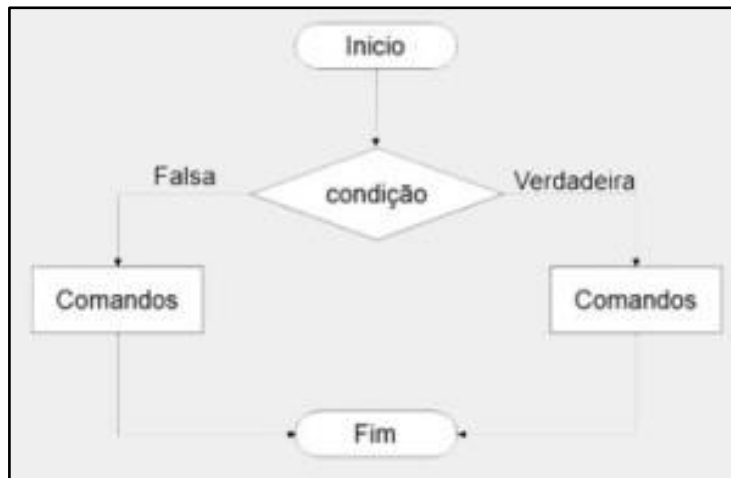 Inicio
Falsa
condição
Verdadeira
Comandos
Comandos
Fim